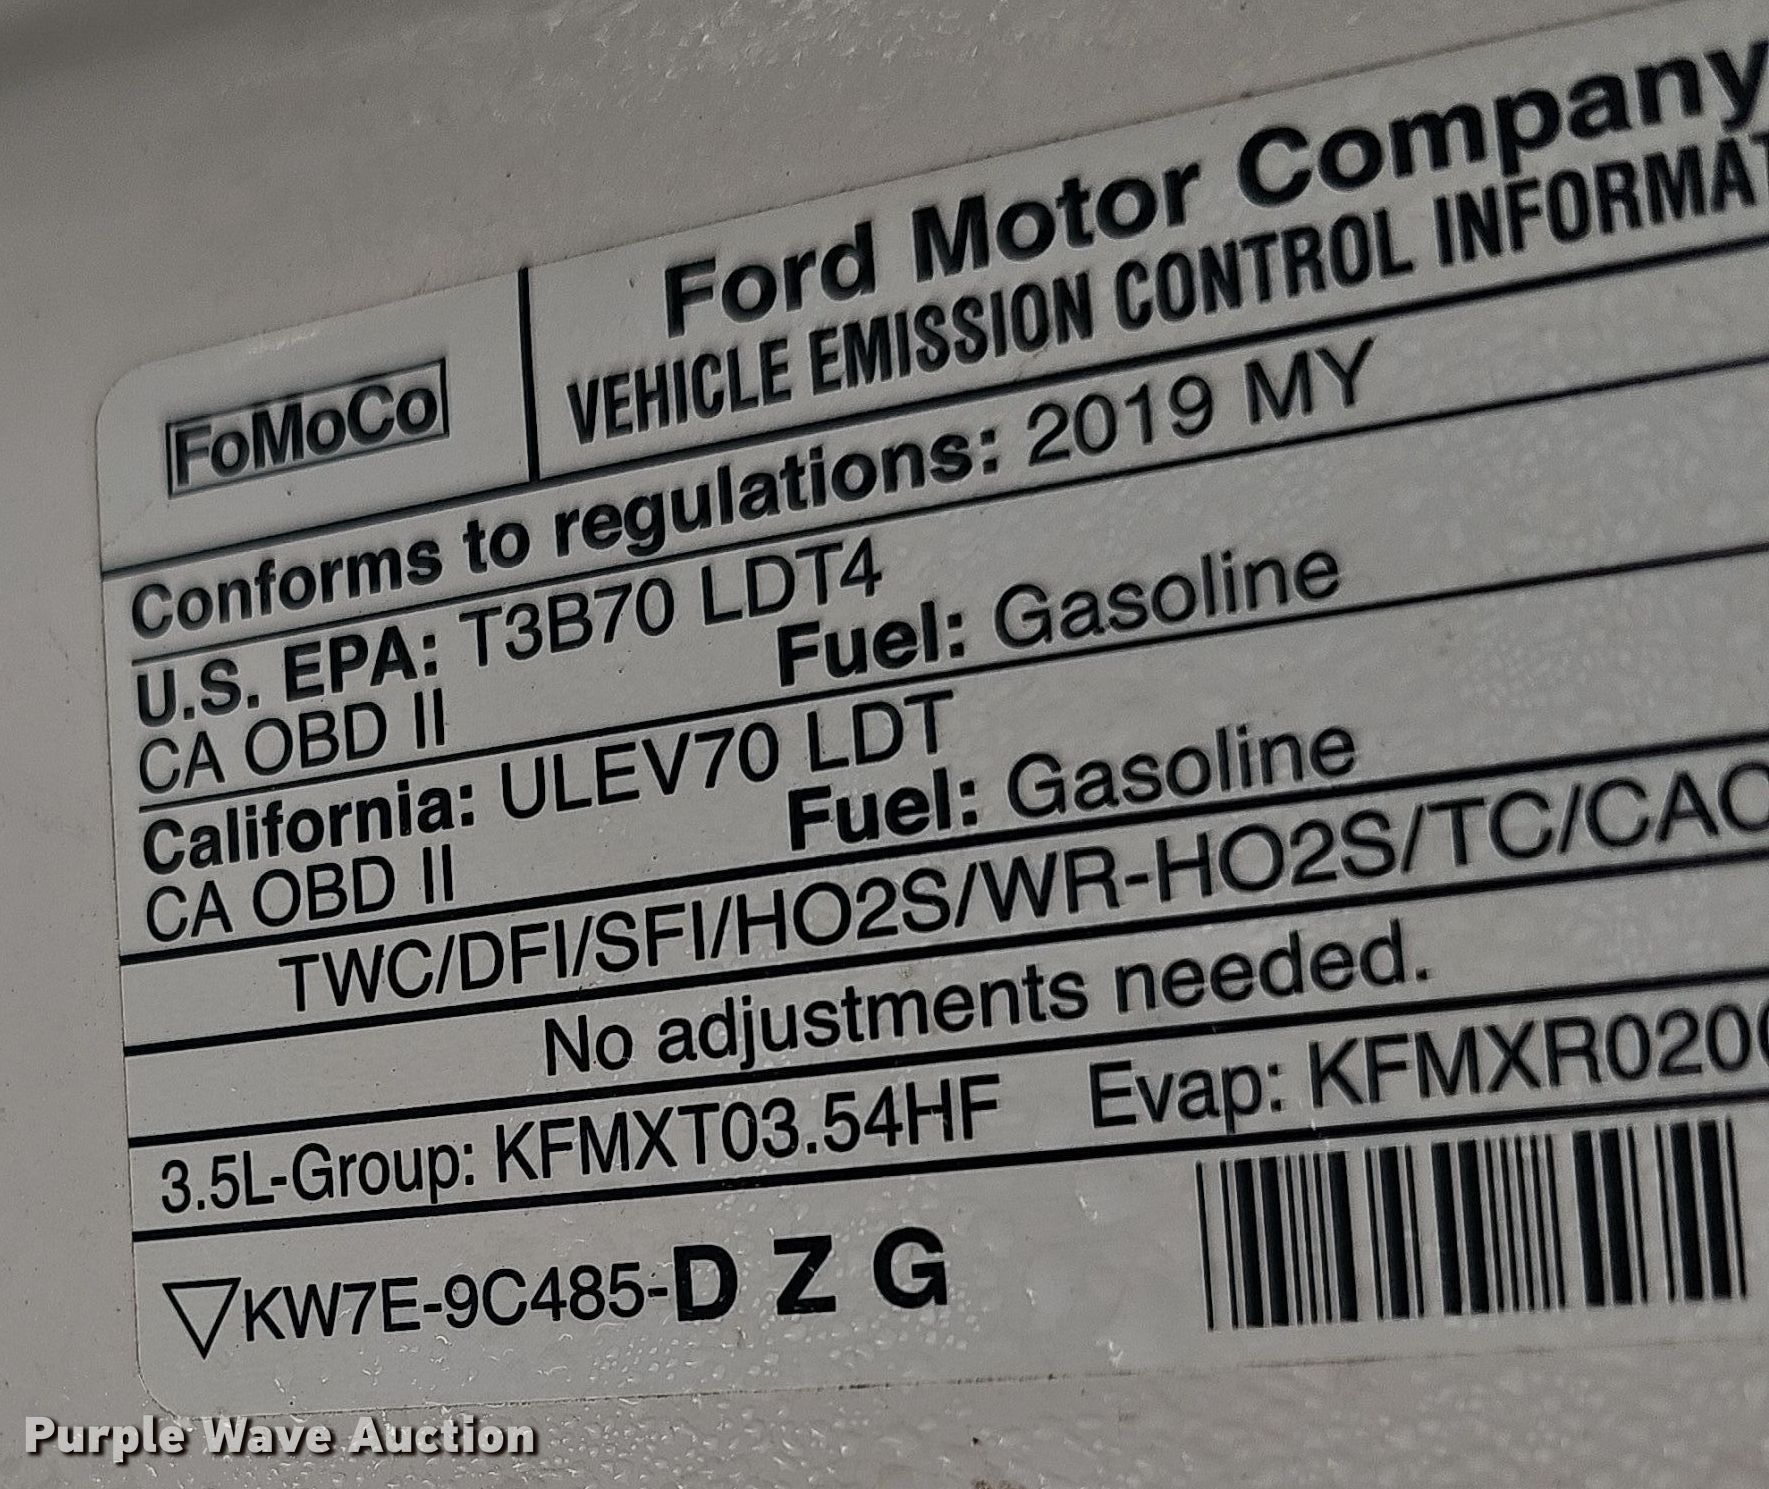 FoMoCo
Ford Motor Company
VEHICLE EMISSION CONTROL INFORMAT
Conforms to regulations: 2019 MY
U.S. EPA: T3B70 LDT4
CA OBD II Fuel: Gasoline
California: ULEV70 LDT
CA OBD II Fuel: Gasoline
TWC/DFI/SFI/HO2S/WR-HO2S/TC/CAC
No adjustments needed.
3.5L-Group: KFMXT03.54HF Evap: KFMXR020
KW7E-9C485-D Z G
Purple Wave Auction